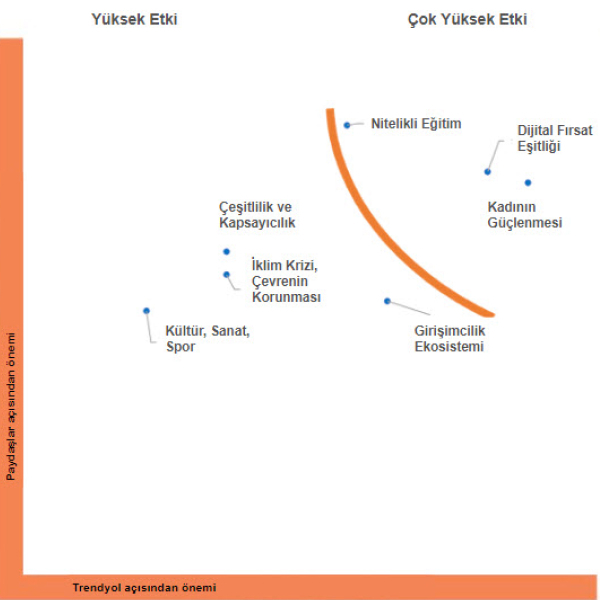 Yüksek Etki
Çok Yüksek Etki
Nitelikli Eğitim
Dijital Fırsat
Eşitliği
Kadının
Güçlenmesi
Çeşitlilik ve
Kapsayıcılık
İklim Krizi,
Çevrenin
Korunması
Kültür, Sanat,
Spor
Girişimcilik
Ekosistemi
Paydaşlar açısından önemi
Trendyol açısından önemi